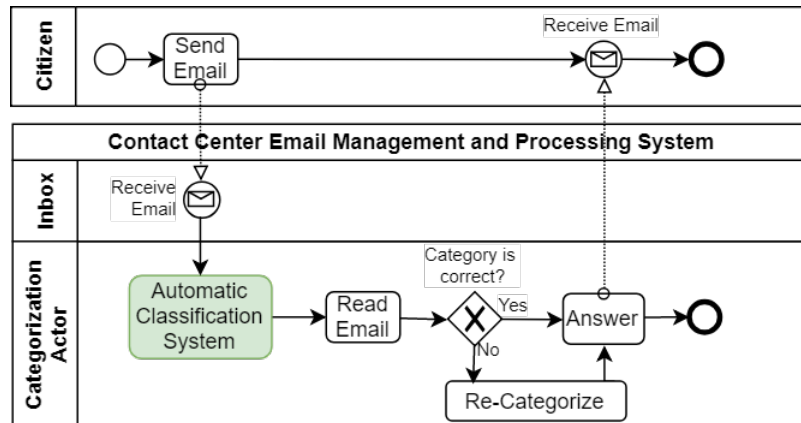 Citizen
Send
Email
Receive Email
Contact Center Email Management and Processing System
Inbox
Receive
Email
Categorization
Actor
Automatic
Classification
System
Read
Email
Category is
correct?
Yes
No
Answer
Re-Categorize